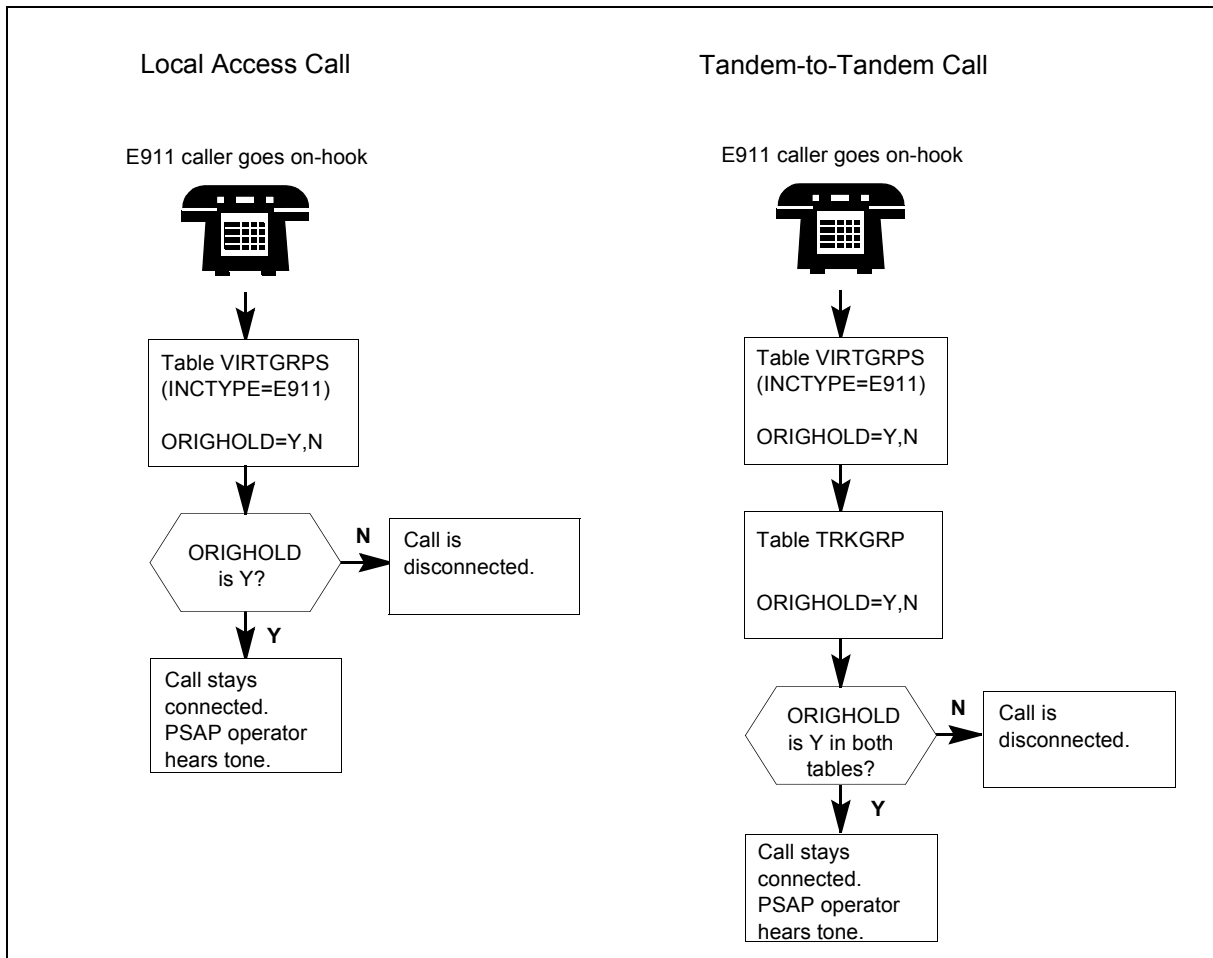 Local Access Call
E911 caller goes on-hook
Table VIRTGRPS
(INCTYPE=E911)
ORIGHOLD=Y,N
ORIGHOLD
is Y?
N
Call is
disconnected.
Y
Call stays
connected.
PSAP operator
hears tone.
Tandem-to-Tandem Call
E911 caller goes on-hook
Table VIRTGRPS
(INCTYPE=E911)
ORIGHOLD=Y,N
Table TRKGRP
ORIGHOLD=Y,N
ORIGHOLD
is Y in both
tables?
N
Call is
disconnected.
Y
Call stays
connected.
PSAP operator
hears tone.